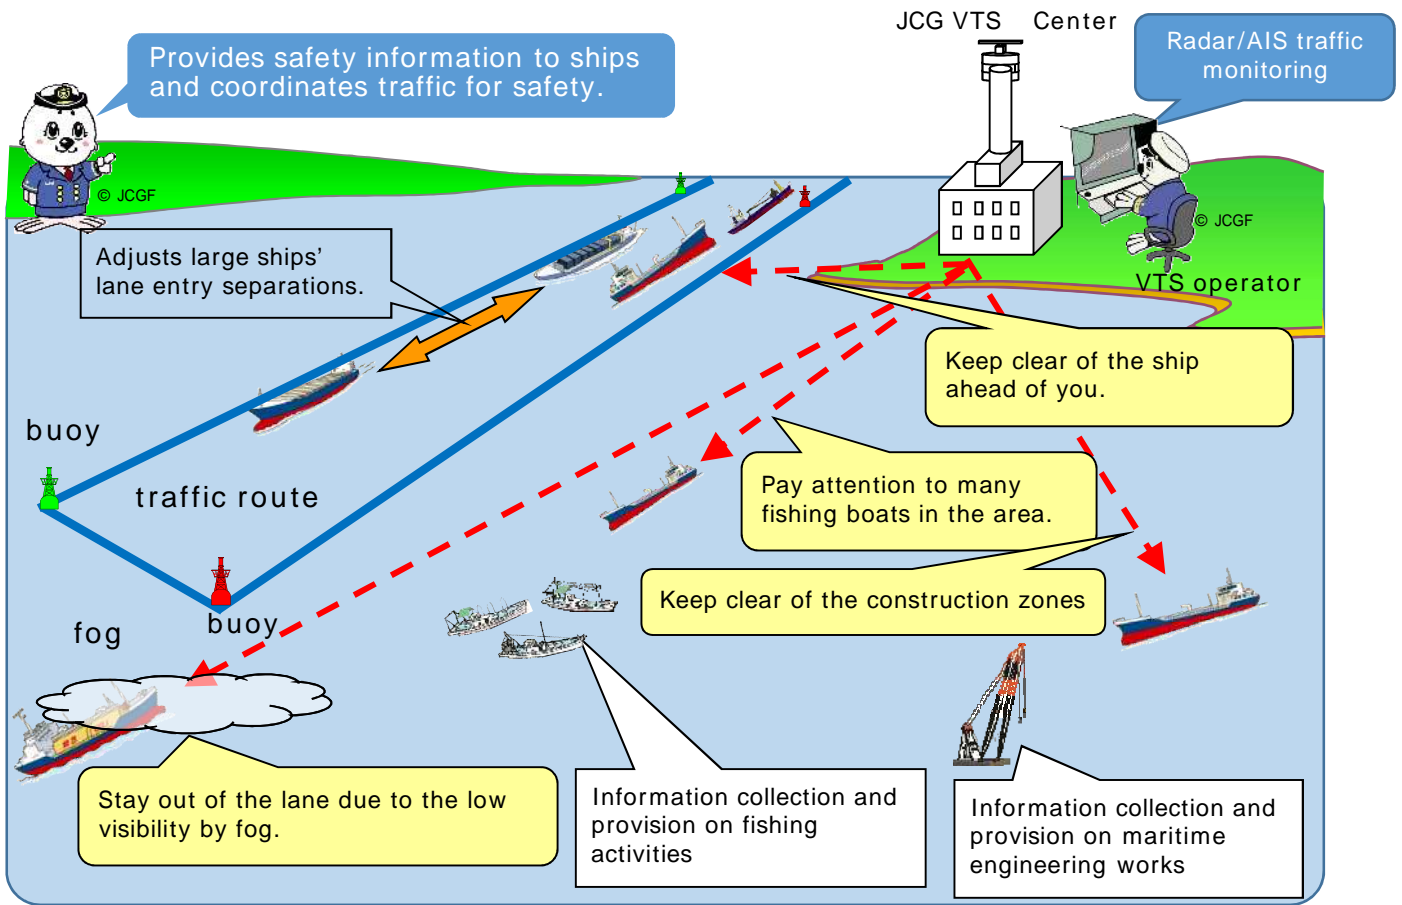 JCG VTS Center
Provides safety information to ships
and coordinates traffic for safety.
Radar/AIS traffic
monitoring
© JCGF
© JCGF
Adjusts large ships'
lane entry separations.
VTS operator
Keep clear of the ship
ahead of you.
buoy
traffic route
Pay attention to many
fishing boats in the area.
Keep clear of the construction zones
buoy
fog
Stay out of the lane due to the low
visibility by fog.
Information collection and
provision on fishing
activities
Information collection and
provision on maritime
engineering works